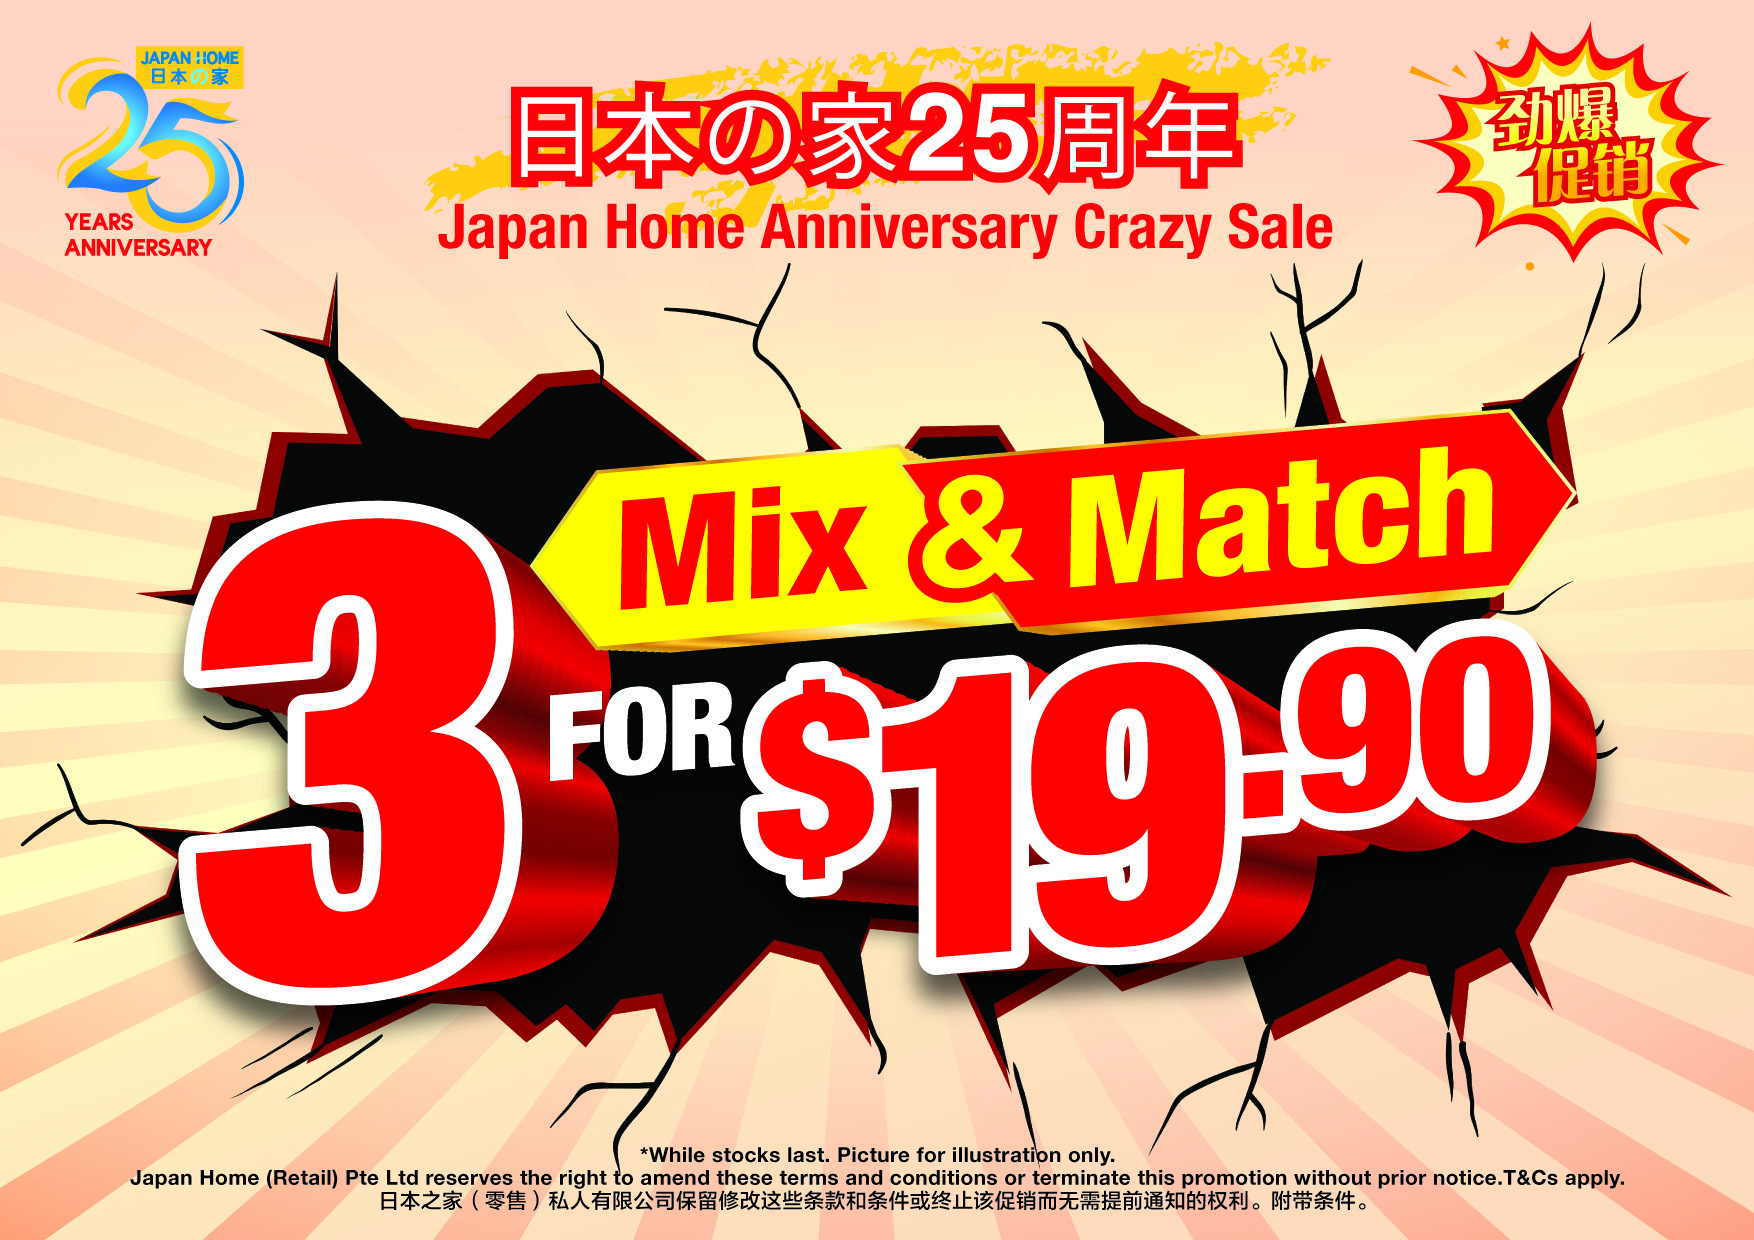 JAPAN HOME
日本の家
25
YEARS
ANNIVERSARY
日本の家25周年
Japan Home Anniversary Crazy Sale
劲爆
促销
Mix & Match
3 FOR $19.90
*While stocks last. Picture for illustration only.
Japan Home (Retail) Pte Ltd reserves the right to amend these terms and conditions or terminate this promotion without prior notice.T&Cs apply.
日本之家（零售）私人有限公司保留修改这些条款和条件或终止该促销而无需提前通知的权利。附带条件。